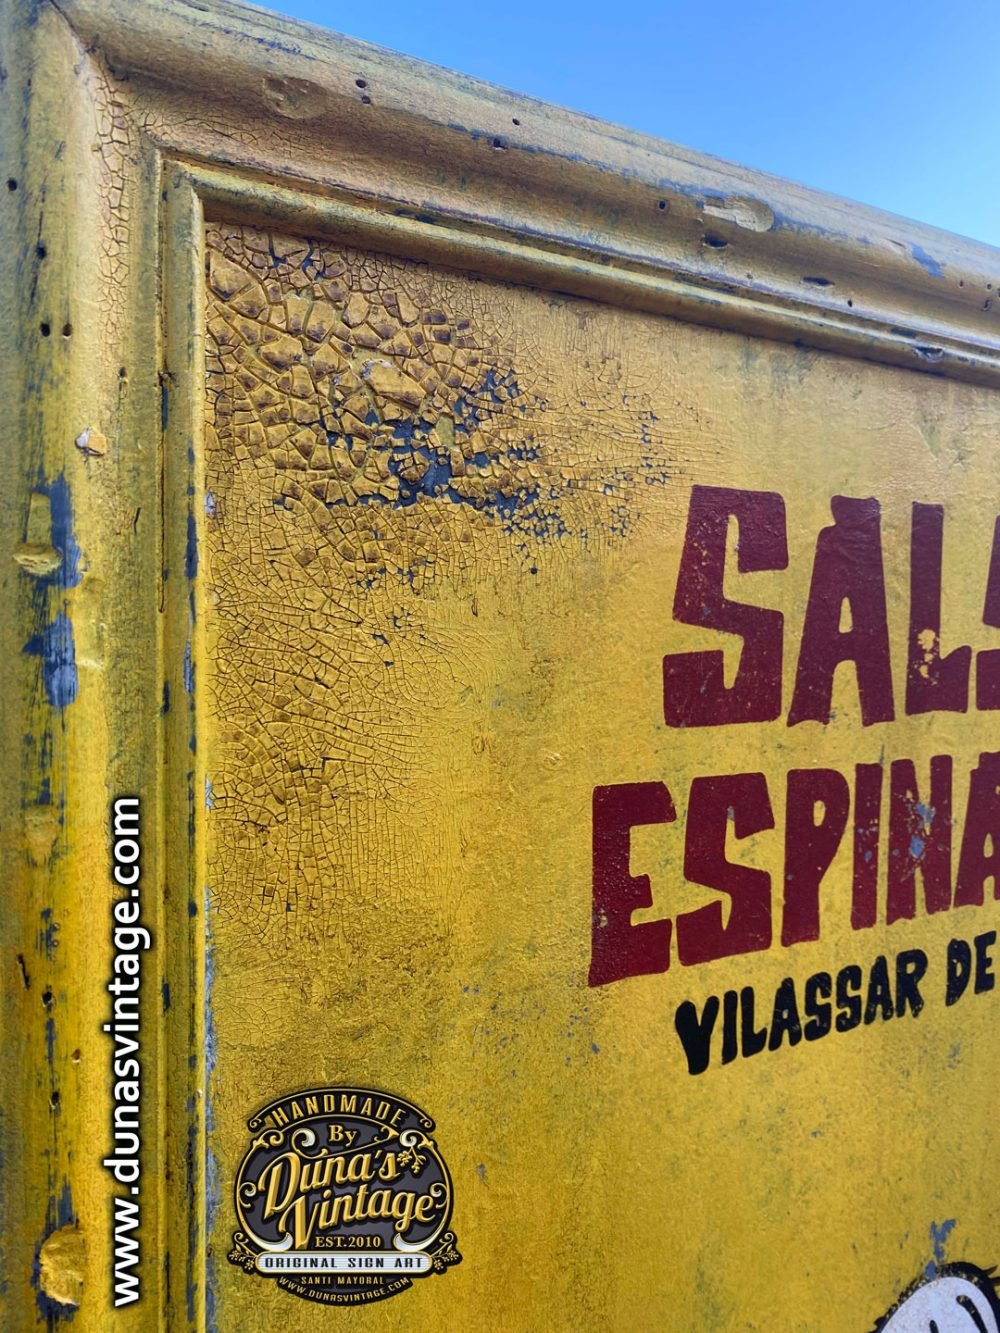 SALS
ESPINA
VILASSAR DE
www.dunasvintage.com
HANDMADE
By
Duna's
Vintage
EST.2010
ORIGINAL SIGN ART
SANTI MAYORAL
WWW.DUNASVINTAGE.COM